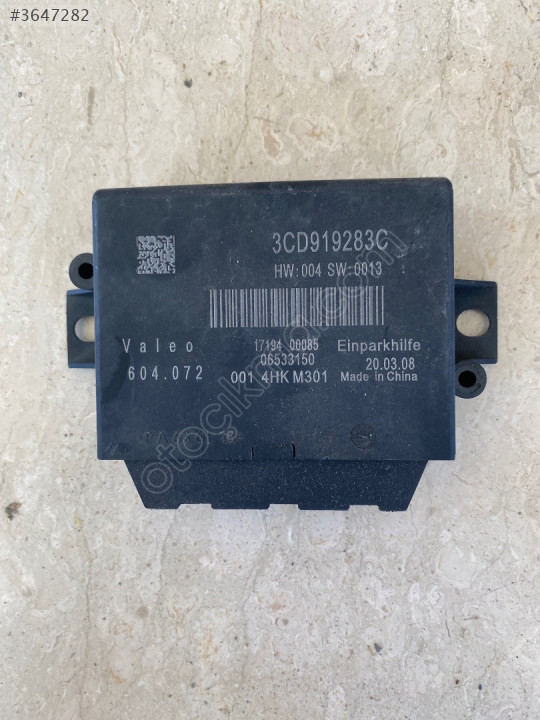 #3647282
3CD919283C
HW:004 SW:0013
Valeo
17194 00085
Einparkhilfe
06533150
20.03.08
604.072
001 4HK M301
Made in China
otocikma.com